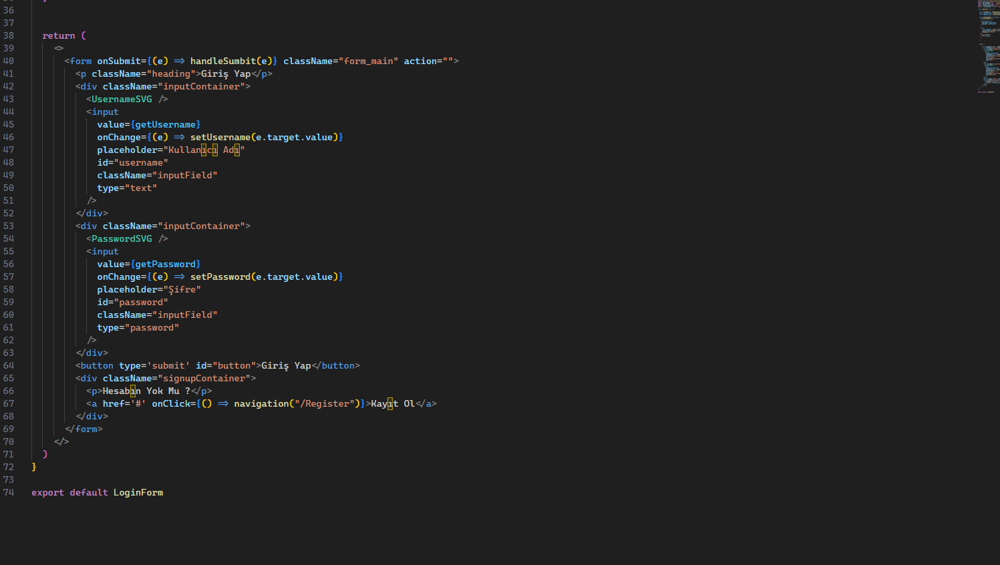 36
37
38 return (
39 <>
40 <form onSubmit={(e) => handleSumbit(e)} className="form_main" action="">
41 <p className="heading">Giriş Yap</p>
42 <div className="inputContainer">
43 <UsernameSVG />
44 <input
45 value={getUsername}
46 onChange={(e) => setUsername(e.target.value)}
47 placeholder="Kullanıcı Adı"
48 id="username"
49 className="inputField"
50 type="text"
51 />
52 </div>
53 <div className="inputContainer">
54 <PasswordSVG />
55 <input
56 value={getPassword}
57 onChange={(e) => setPassword(e.target.value)}
58 placeholder="Şifre"
59 id="password"
60 className="inputField"
61 type="password"
62 />
63 </div>
64 <button type='submit' id="button">Giriş Yap</button>
65 <div className="signupContainer">
66 <p>Hesabın Yok Mu ?</p>
67 <a href='#' onClick={() => navigation("/Register")}>Kayıt Ol</a>
68 </div>
69 </form>
70 </>
71 )
72 }
73
74 export default LoginForm